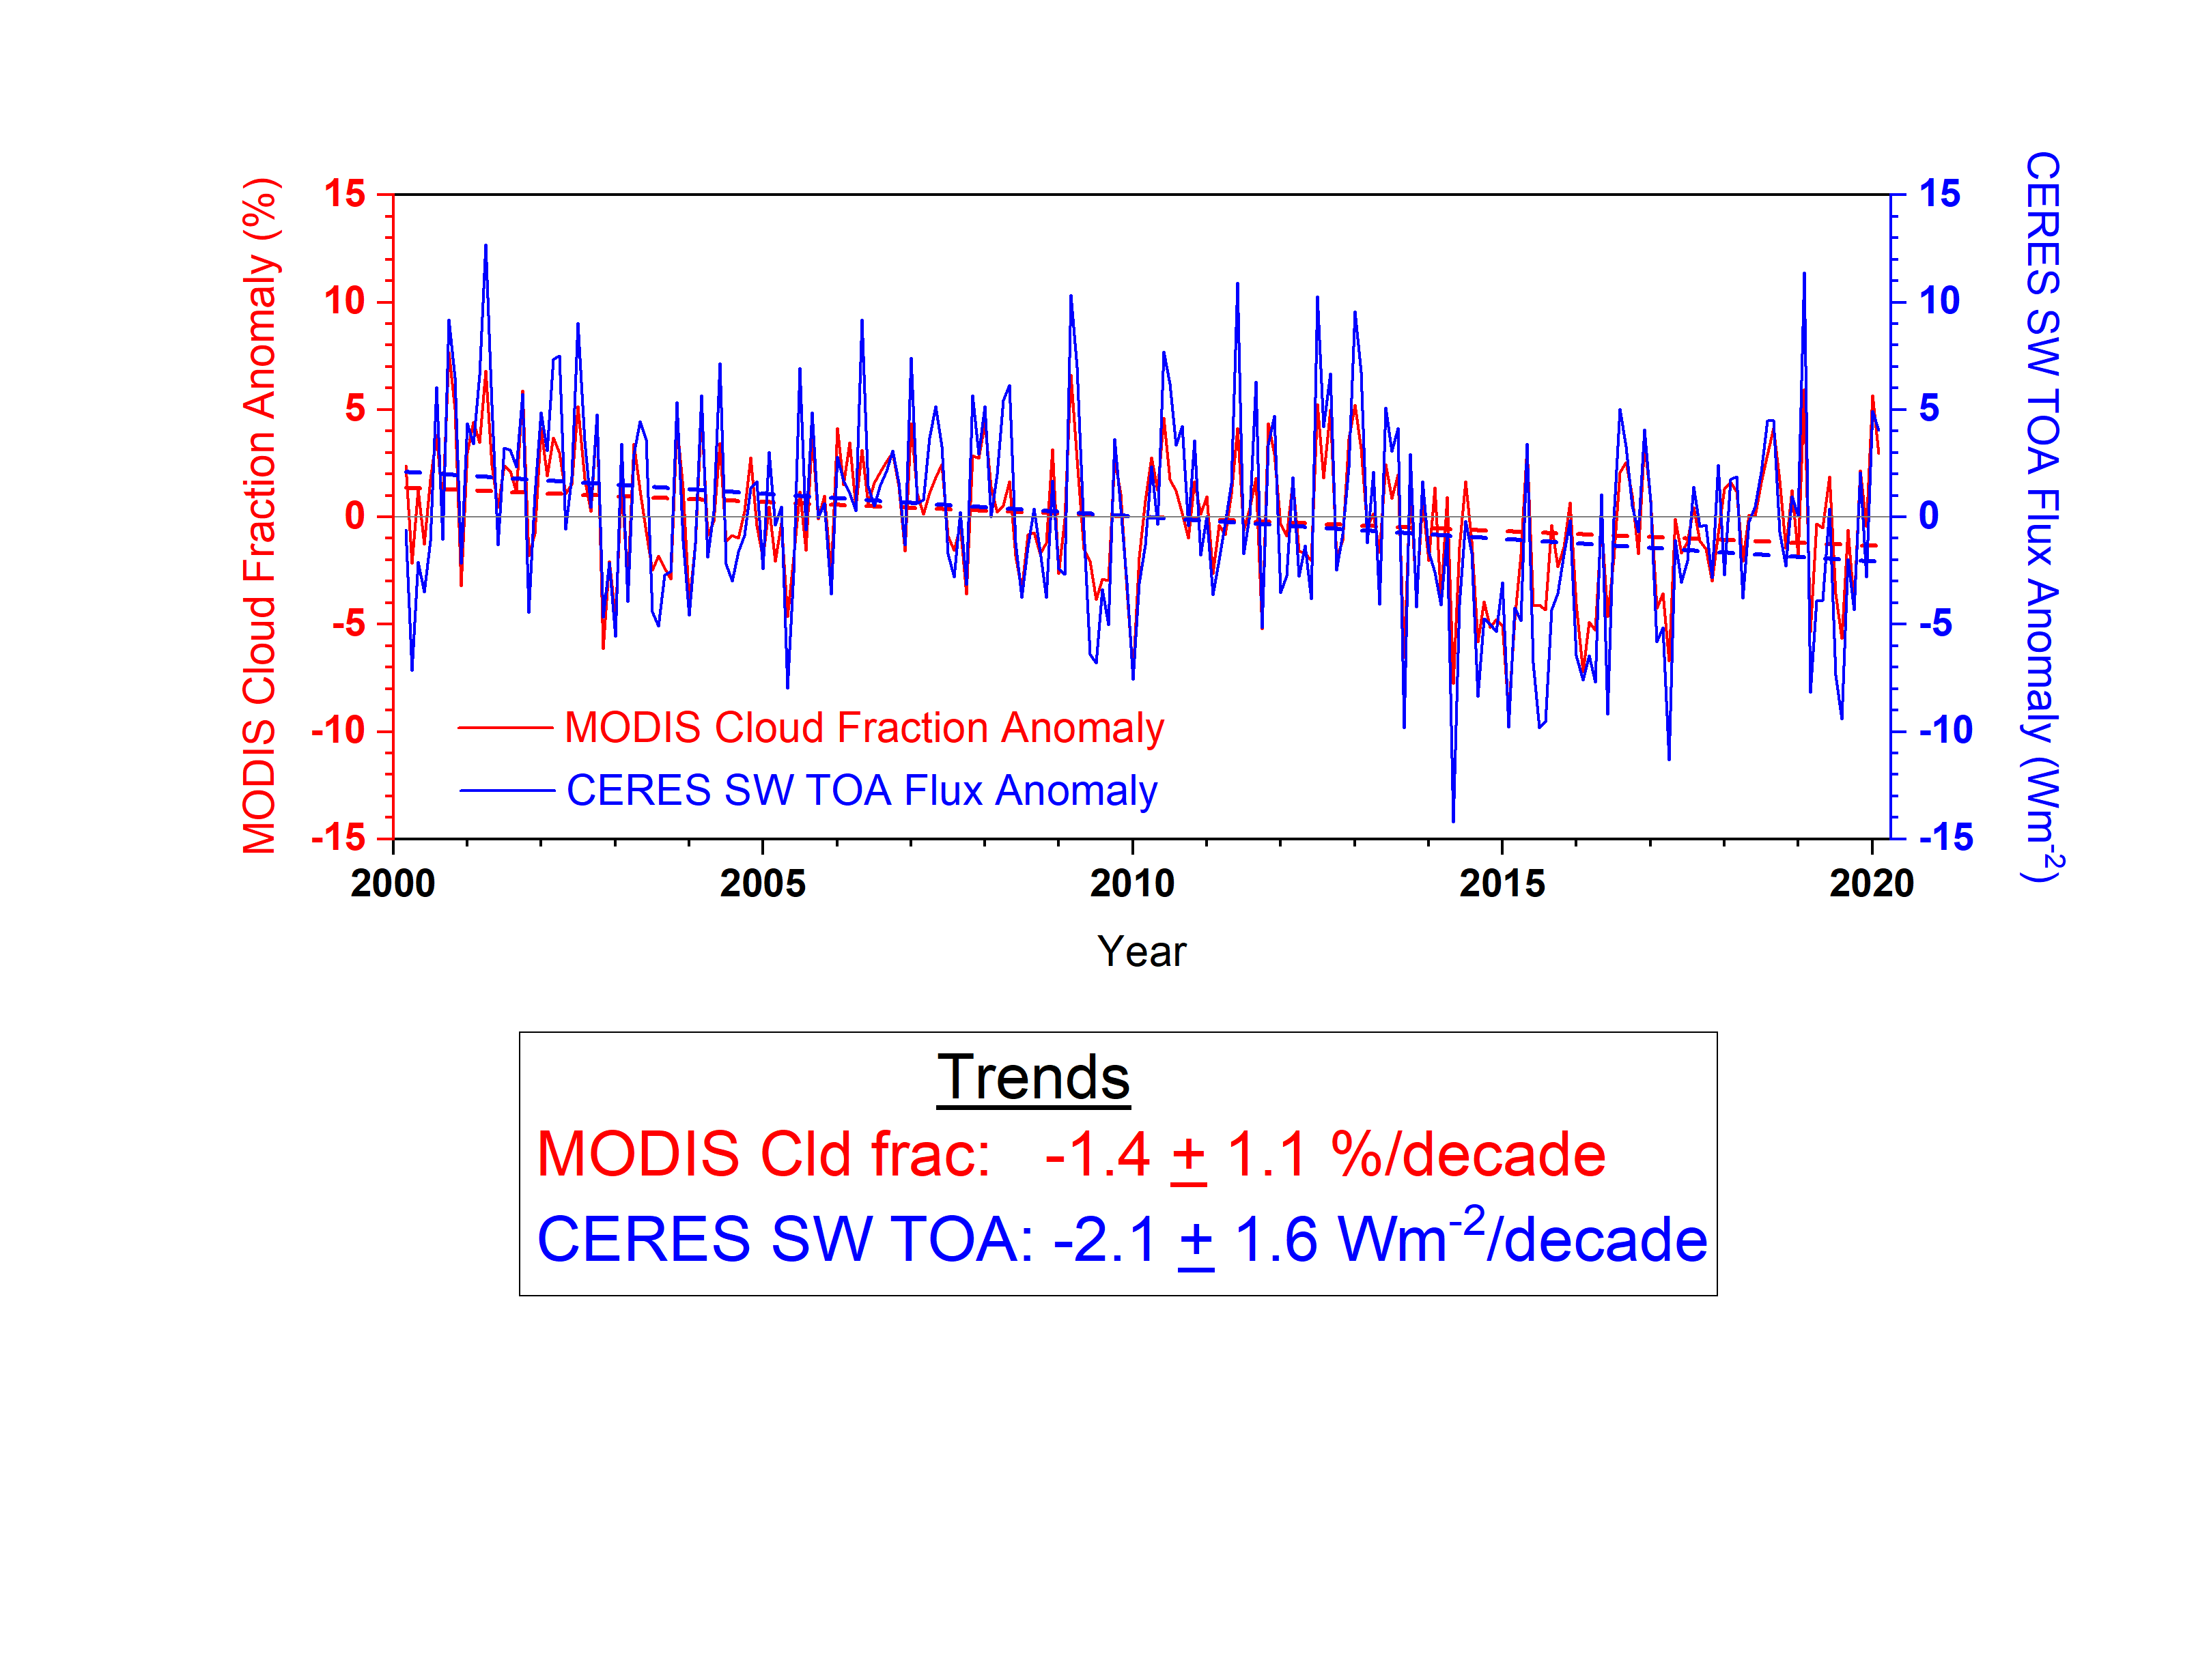 MODIS Cloud Fraction Anomaly (%)
15
10
5
0
-5
-10
-15
MODIS Cloud Fraction Anomaly
CERES SW TOA Flux Anomaly
15
10
5
0
-5
-10
-15
CERES SW TOA Flux Anomaly (Wm⁻²)
2000 2005 2010 2015 2020
Year
Trends
MODIS Cld frac: -1.4 ± 1.1 %/decade
CERES SW TOA: -2.1 ± 1.6 Wm⁻²/decade